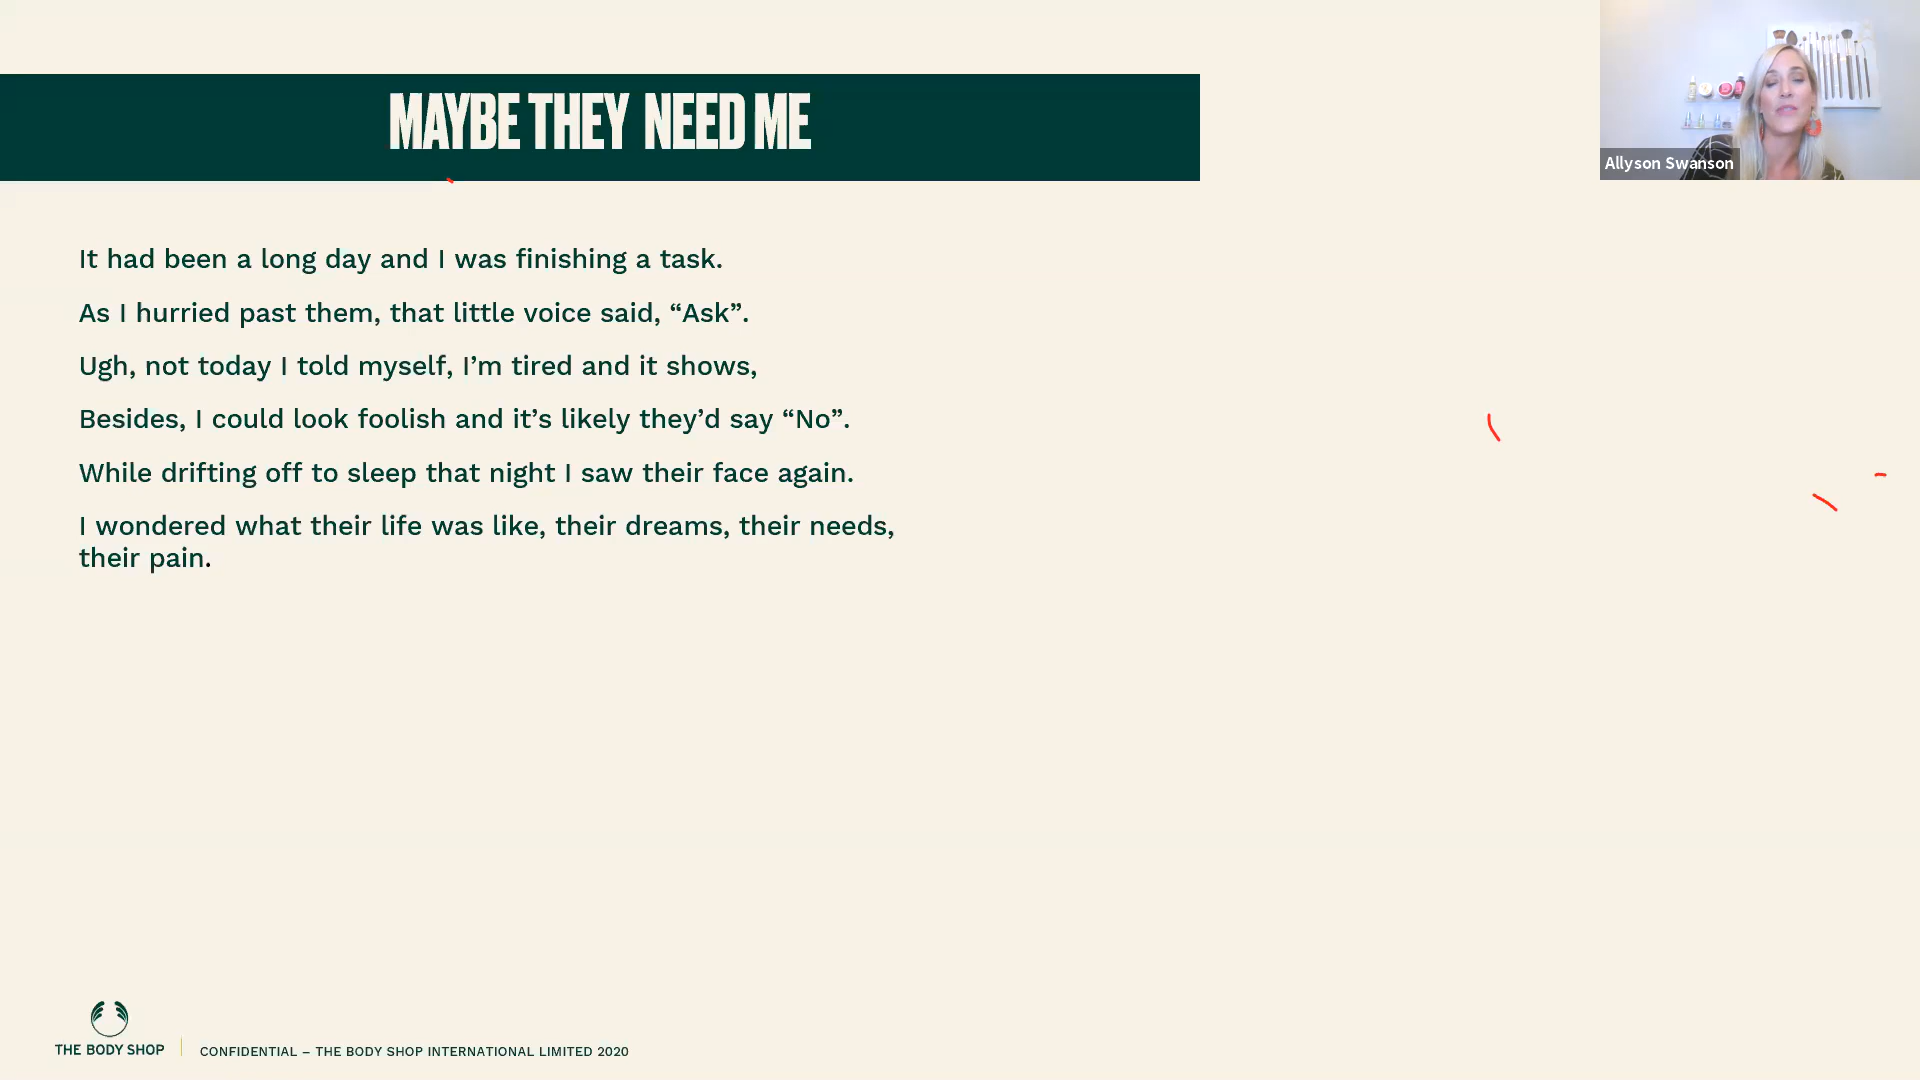 MAYBE THEY NEED ME
Allyson Swanson
It had been a long day and I was finishing a task.
As I hurried past them, that little voice said, “Ask”.
Ugh, not today I told myself, I’m tired and it shows,
Besides, I could look foolish and it’s likely they’d say “No”.
While drifting off to sleep that night I saw their face again.
I wondered what their life was like, their dreams, their needs,
their pain.
THE BODY SHOP
CONFIDENTIAL – THE BODY SHOP INTERNATIONAL LIMITED 2020